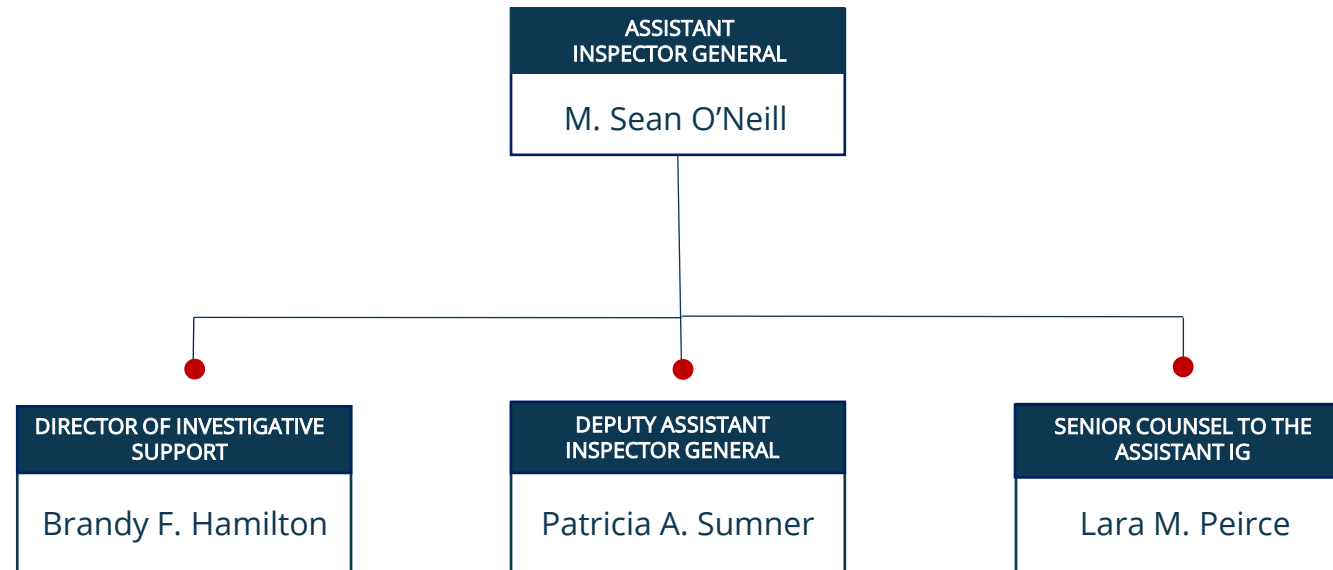 ASSISTANT
INSPECTOR GENERAL
M. Sean O’Neill
DIRECTOR OF INVESTIGATIVE
SUPPORT
Brandy F. Hamilton
DEPUTY ASSISTANT
INSPECTOR GENERAL
Patricia A. Sumner
SENIOR COUNSEL TO THE
ASSISTANT IG
Lara M. Peirce